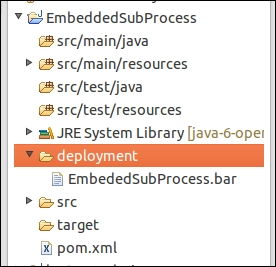 EmbeddedSubProcess
src/main/java
src/main/resources
src/test/java
src/test/resources
JRE System Library [java-6-oper
deployment
EmbededSubProcess.bar
src
target
pom.xml